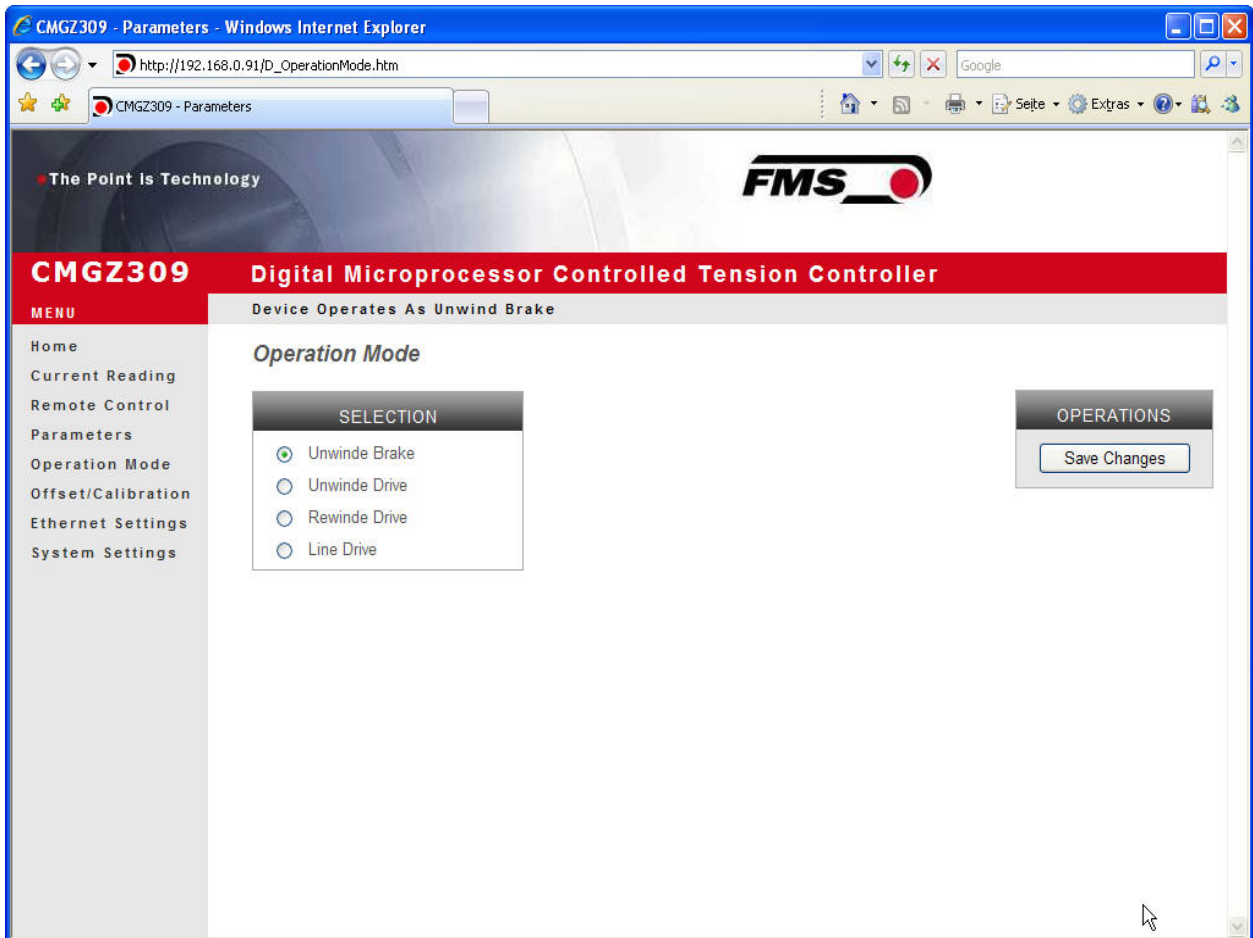 CMGZ309 - Parameters - Windows Internet Explorer
http://192.168.0.91/D_OperationMode.htm
Google
CMGZ309 - Parameters
Seite
Extras
The Point Is Technology
FMS
CMGZ309
Digital Microprocessor Controlled Tension Controller
MENU
Device Operates As Unwind Brake
Home
Current Reading
Remote Control
Parameters
Operation Mode
Offset/Calibration
Ethernet Settings
System Settings
Operation Mode
SELECTION
Unwinde Brake
Unwinde Drive
Rewinde Drive
Line Drive
OPERATIONS
Save Changes